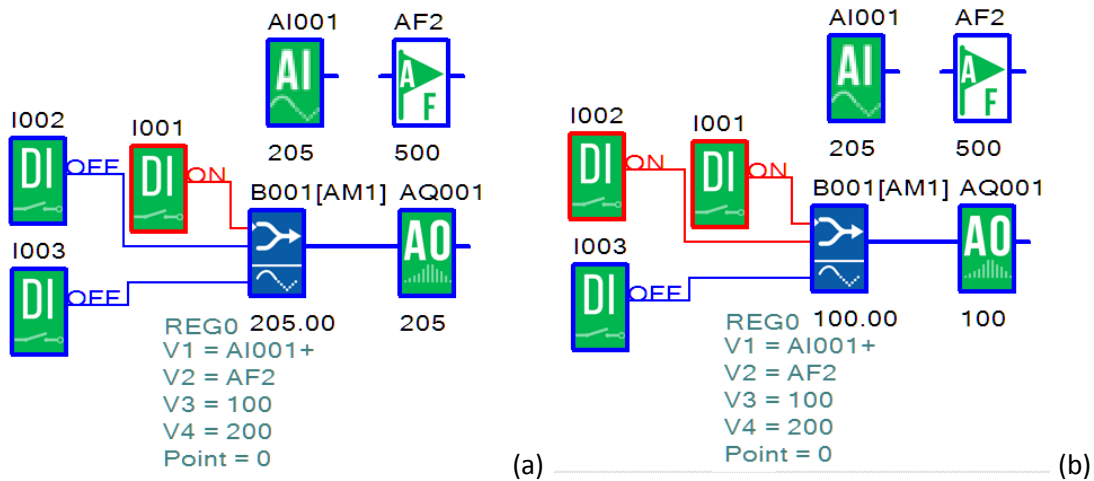 AI001 AF2
AI
A
F
I002 I001 205 500
DI OFF DI ON
B001[AM1] AQ001
AO
I003
DI OFF
205.00 205
REG0
V1 = AI001+
V2 = AF2
V3 = 100
V4 = 200
Point = 0
(a)
AI001 AF2
AI
A
F
I002 I001 205 500
DI ON DI ON
B001[AM1] AQ001
AO
I003
DI OFF
100.00 100
REG0
V1 = AI001+
V2 = AF2
V3 = 100
V4 = 200
Point = 0
(b)